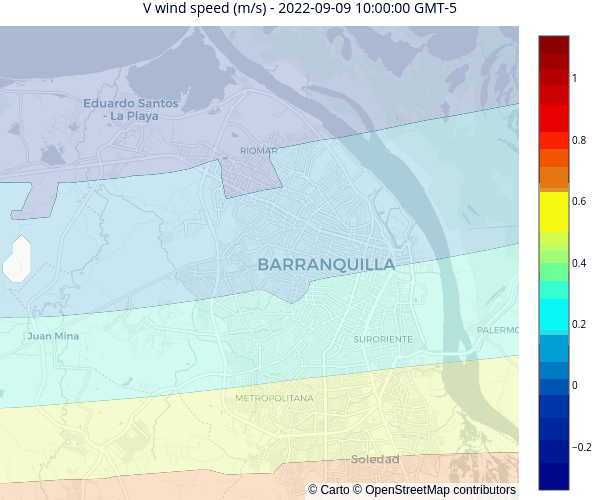 V wind speed (m/s) - 2022-09-09 10:00:00 GMT-5
Eduardo Santos
- La Playa
RIOMAR
BARRANQUILLA
Juan Mina
SURORIENTE
PALERMO
METROPOLITANA
Soledad
© Carto © OpenStreetMap contributors
1
0.8
0.6
0.4
0.2
0
−0.2